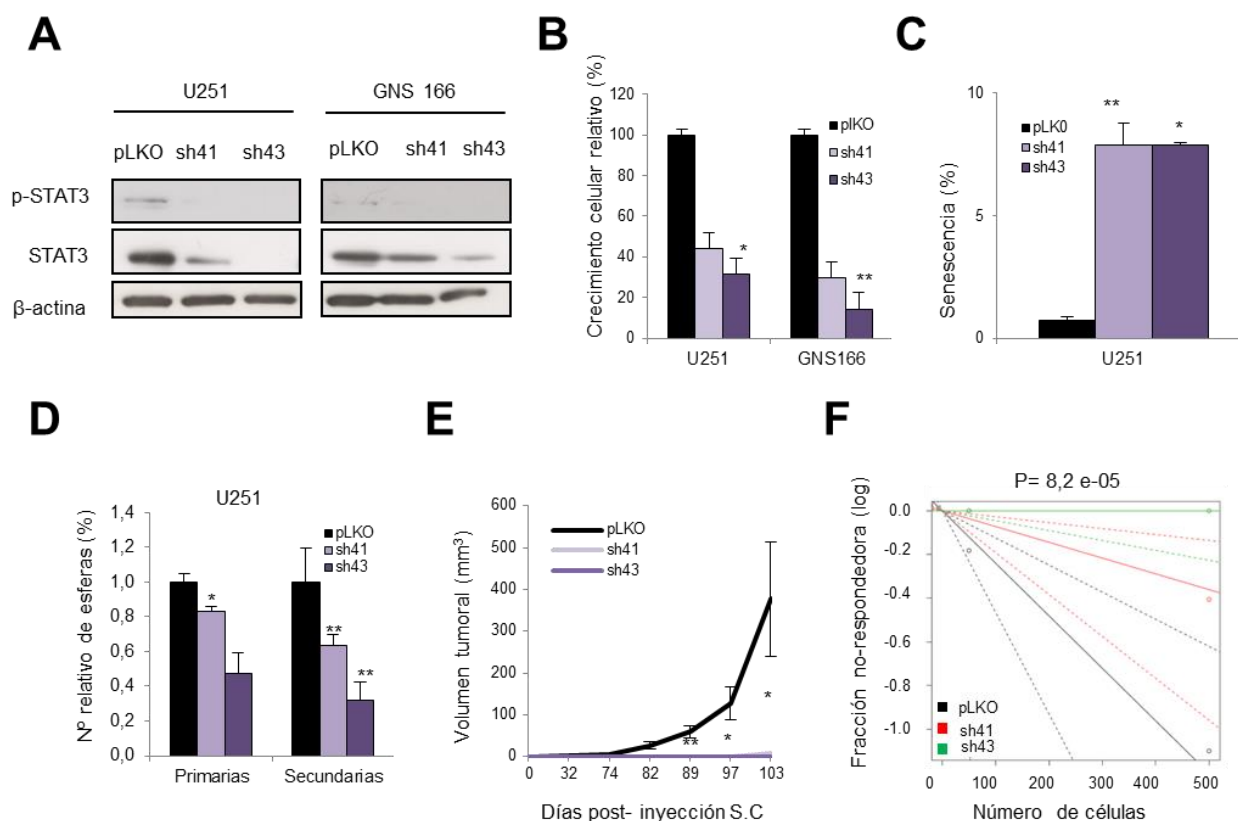 A
U251
GNS 166
pLKO sh41 sh43
pLKO sh41 sh43
p-STAT3
STAT3
β-actina
B
Crecimiento celular relativo (%)
120
100
80
60
40
20
0
plKO
sh41
sh43
*
**
U251
GNS166
C
Senescencia (%)
10
5
0
pLK0
sh41
sh43
**
*
U251
D
U251
Nº relativo de esferas (%)
1,4
1,2
1,0
0,8
0,6
0,4
0,2
0,0
pLKO
sh41
sh43
*
**
**
Primarias
Secundarias
E
Volumen tumoral (mm³)
600
500
400
300
200
100
0
pLKO
sh41
sh43
**
*
*
0 32 74 82 89 97 103
Días post- inyección S.C
F
P= 8,2 e-05
Fracción no-respondedora (log)
0.0
-0.2
-0.4
-0.6
-0.8
-1.0
pLKO
sh41
sh43
0 100 200 300 400 500
Número de células